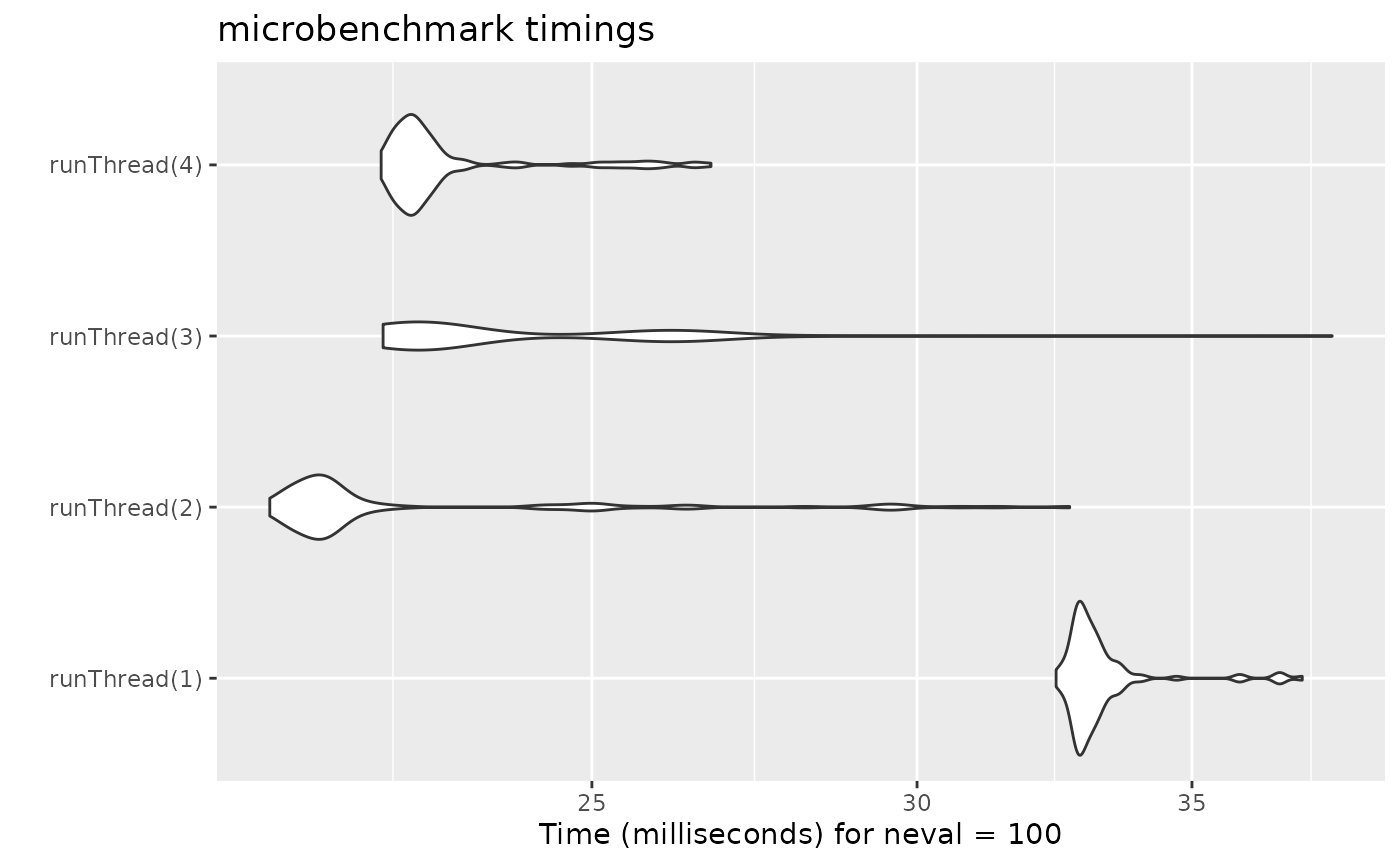 microbenchmark timings
runThread(4)
runThread(3)
runThread(2)
runThread(1)
25 30 35
Time (milliseconds) for neval = 100